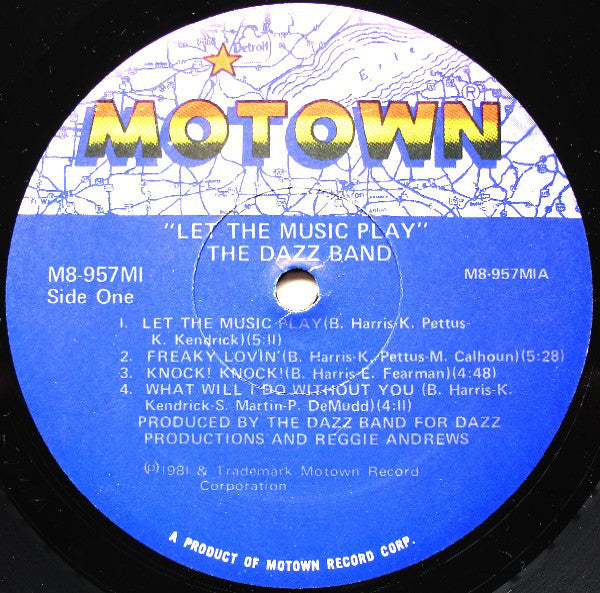 Detroit
Erie
MOTOWN®
"LET THE MUSIC PLAY"
THE DAZZ BAND
M8-957MI
M8-957MIA
Side One
1. LET THE MUSIC PLAY(B. Harris-K. Pettus-
K. Kendrick)(5:11)
2. FREAKY LOVIN'(B. Harris-K. Pettus-M. Calhoun)(5:28)
3. KNOCK! KNOCK!(B. Harris-E. Fearman)(4:48)
4. WHAT WILL I DO WITHOUT YOU (B. Harris-K.
Kendrick-S. Martin-P. DeMudd)(4:11)
PRODUCED BY THE DAZZ BAND FOR DAZZ
PRODUCTIONS AND REGGIE ANDREWS
℗1981 & Trademark Motown Record
Corporation
A PRODUCT OF MOTOWN RECORD CORP.